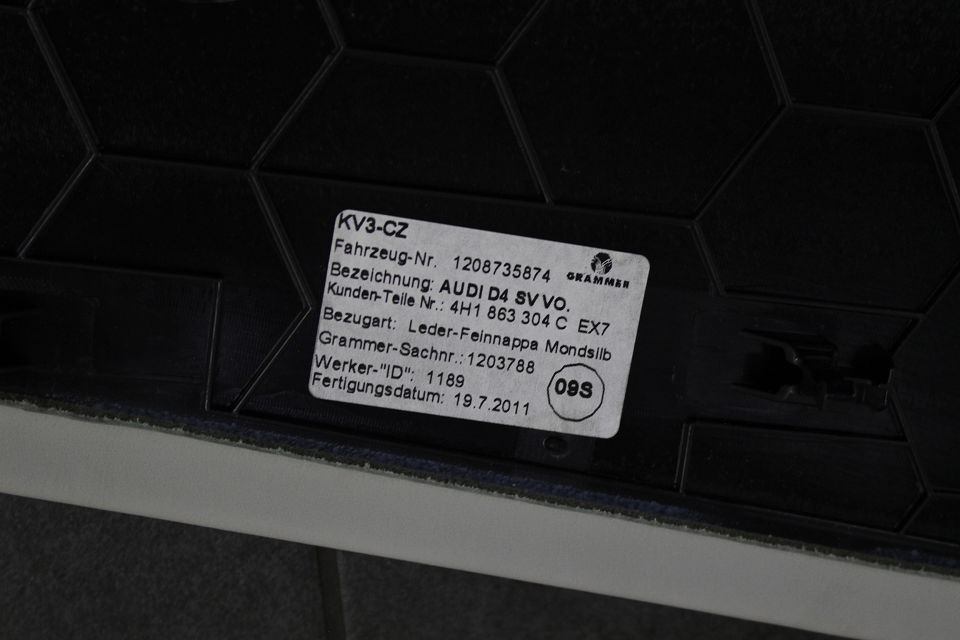 KV3-CZ
Fahrzeug-Nr. 1208735874
GRAMMER
Bezeichnung: AUDI D4 SV VO.
Kunden-Teile Nr.: 4H1 863 304 C EX7
Bezugart: Leder-Feinnappa Mondsilb
Grammer-Sachnr.: 1203788
Werker-"ID": 1189
09S
Fertigungsdatum: 19.7.2011